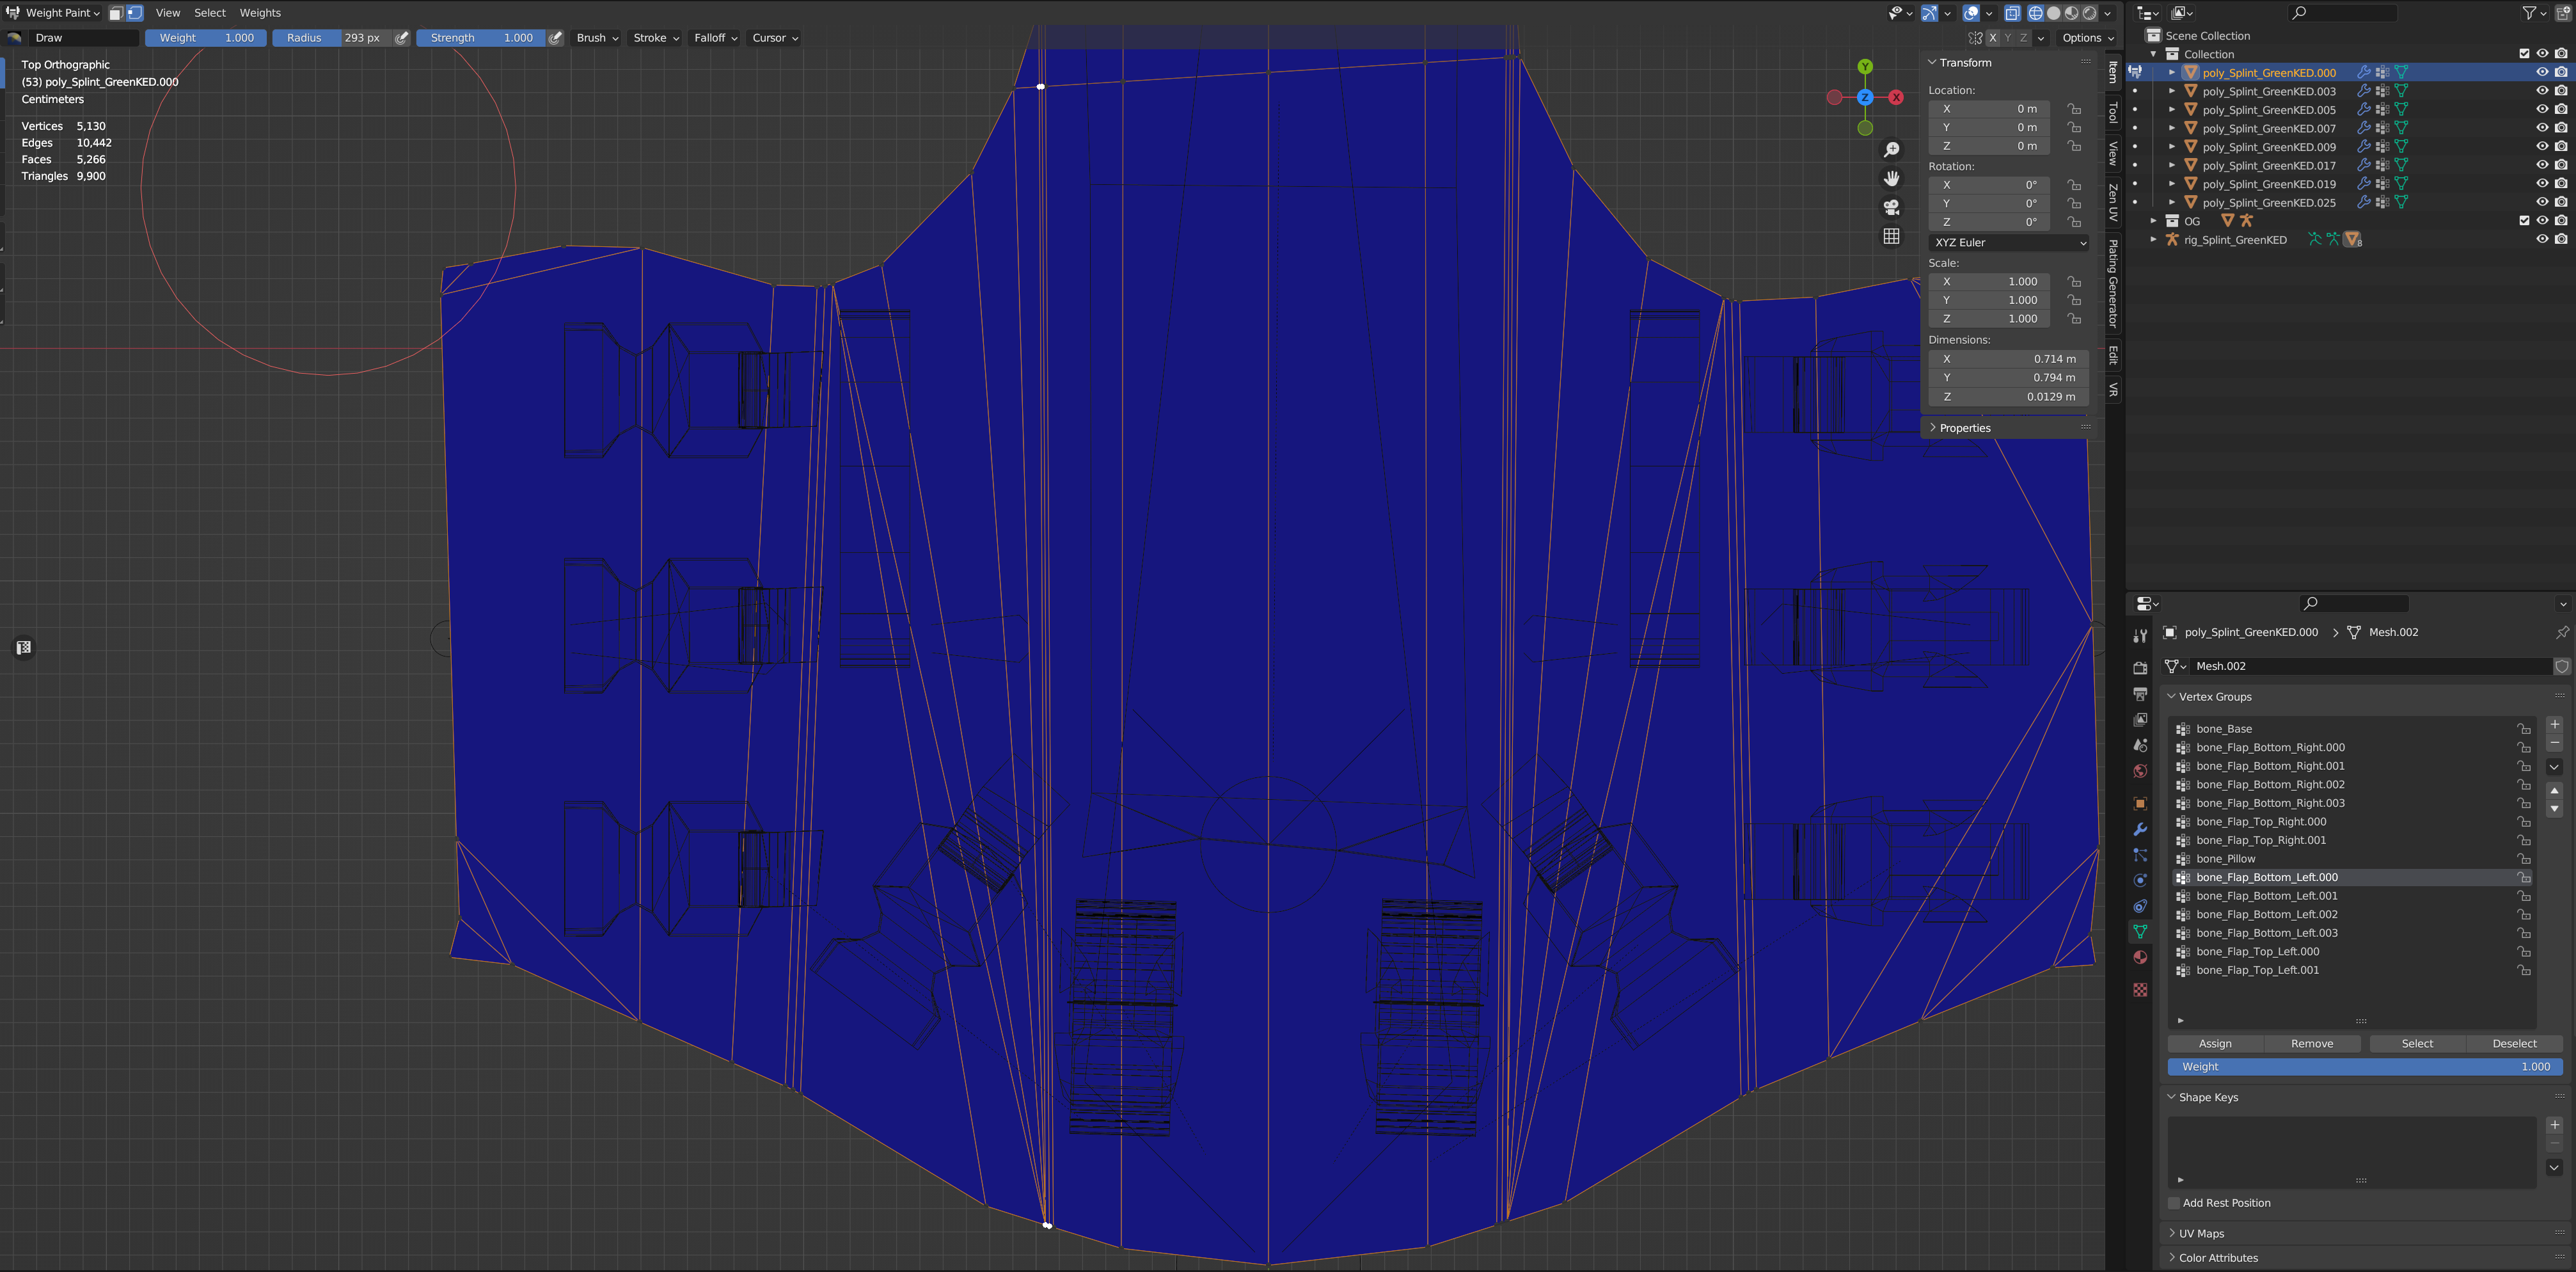 Weight Paint View Select Weights
Draw Weight 1.000 Radius 293 px Strength 1.000 Brush Stroke Falloff Cursor X Y Z Options
Top Orthographic
(53) poly_Splint_GreenKED.000
Centimeters
Vertices 5,130
Edges 10,442
Faces 5,266
Triangles 9,900
Y
Z X
Transform
Location:
X 0 m
Y 0 m
Z 0 m
Rotation:
X 0°
Y 0°
Z 0°
XYZ Euler
Scale:
X 1.000
Y 1.000
Z 1.000
Dimensions:
X 0.714 m
Y 0.794 m
Z 0.0129 m
Properties
Item
Tool
View
Zen UV
Plating Generator
Edit
VR
Scene Collection
Collection
poly_Splint_GreenKED.000
poly_Splint_GreenKED.003
poly_Splint_GreenKED.005
poly_Splint_GreenKED.007
poly_Splint_GreenKED.009
poly_Splint_GreenKED.017
poly_Splint_GreenKED.019
poly_Splint_GreenKED.025
OG
rig_Splint_GreenKED 8
poly_Splint_GreenKED.000 Mesh.002
Mesh.002
Vertex Groups
bone_Base
bone_Flap_Bottom_Right.000
bone_Flap_Bottom_Right.001
bone_Flap_Bottom_Right.002
bone_Flap_Bottom_Right.003
bone_Flap_Top_Right.000
bone_Flap_Top_Right.001
bone_Pillow
bone_Flap_Bottom_Left.000
bone_Flap_Bottom_Left.001
bone_Flap_Bottom_Left.002
bone_Flap_Bottom_Left.003
bone_Flap_Top_Left.000
bone_Flap_Top_Left.001
Assign Remove Select Deselect
Weight 1.000
Shape Keys
Add Rest Position
UV Maps
Color Attributes